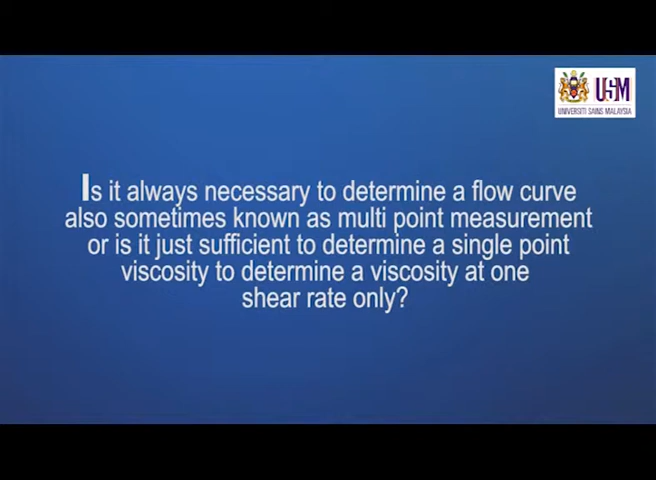 USM
UNIVERSITI SAINS MALAYSIA
Is it always necessary to determine a flow curve
also sometimes known as multi point measurement
or is it just sufficient to determine a single point
viscosity to determine a viscosity at one
shear rate only?